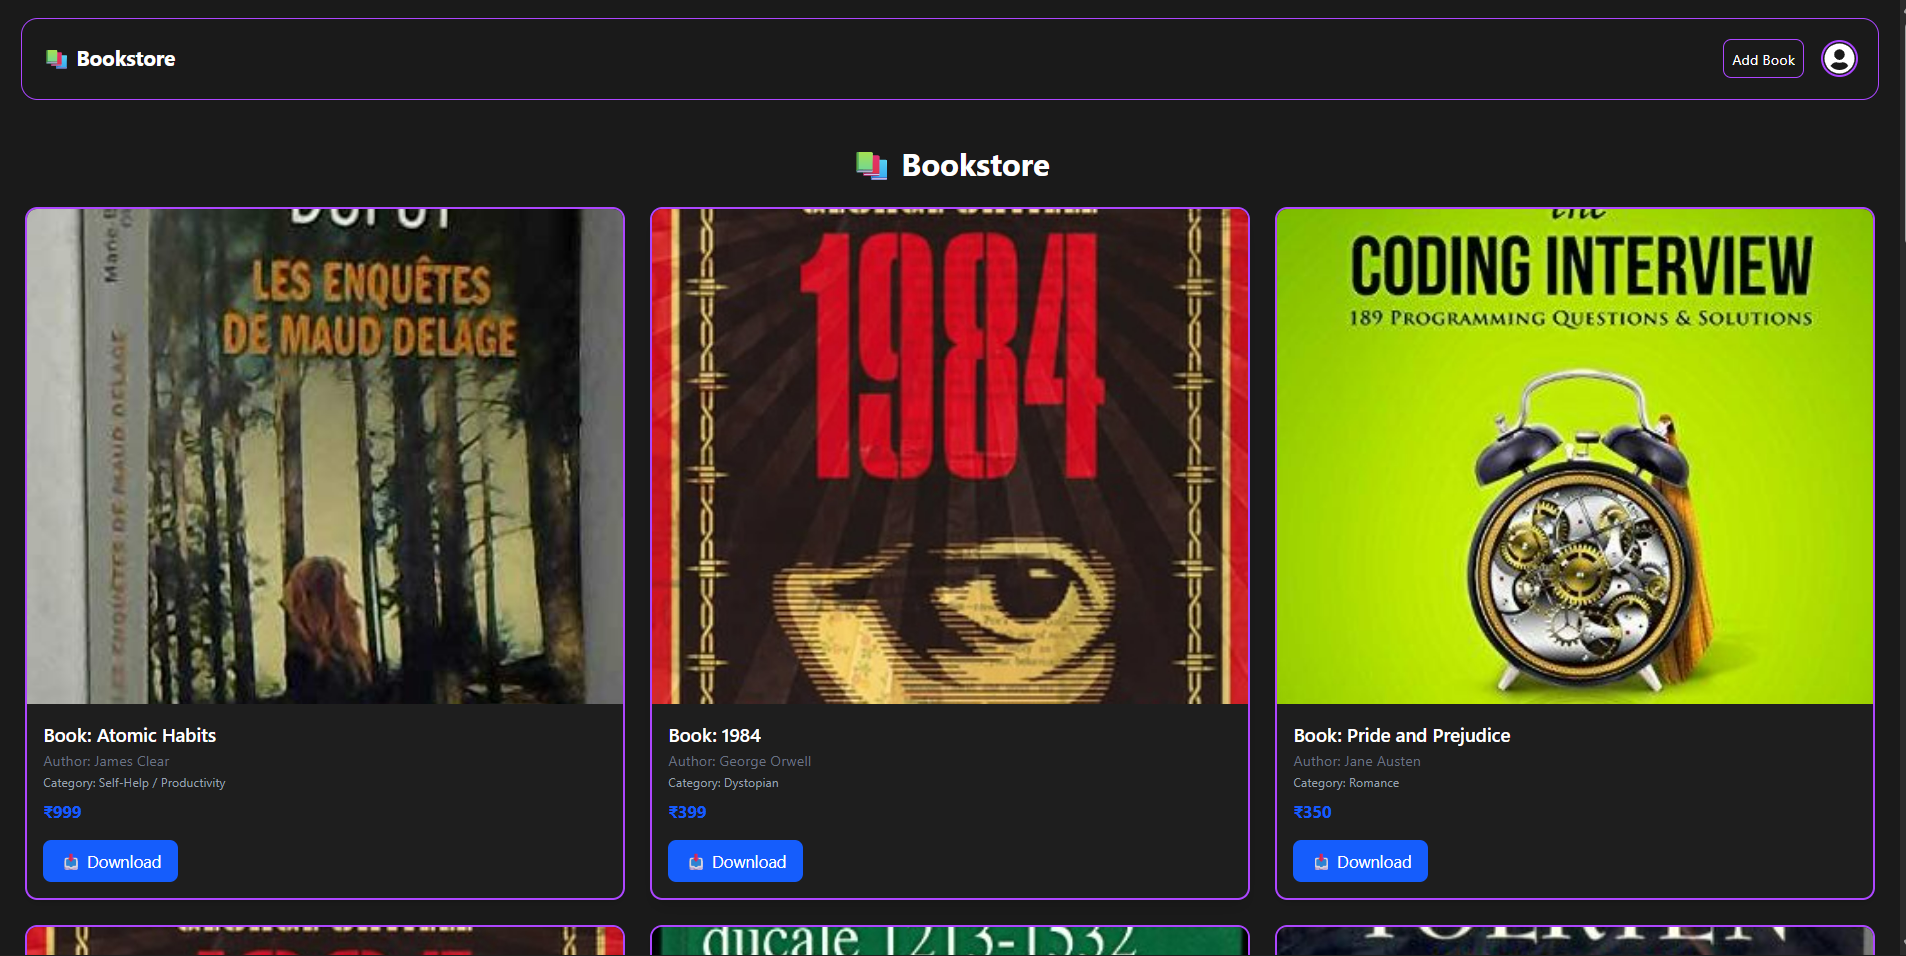 Bookstore
Add Book
Bookstore
LES ENQUÊTES
DE MAUD DELAGE
LES ENQUÊTES DE MAUD DELAGE
1984
the
CODING INTERVIEW
189 PROGRAMMING QUESTIONS & SOLUTIONS
Book: Atomic Habits
Author: James Clear
Category: Self-Help / Productivity
₹999
Download
Book: 1984
Author: George Orwell
Category: Dystopian
₹399
Download
Book: Pride and Prejudice
Author: Jane Austen
Category: Romance
₹350
Download
ducale 1213-1532